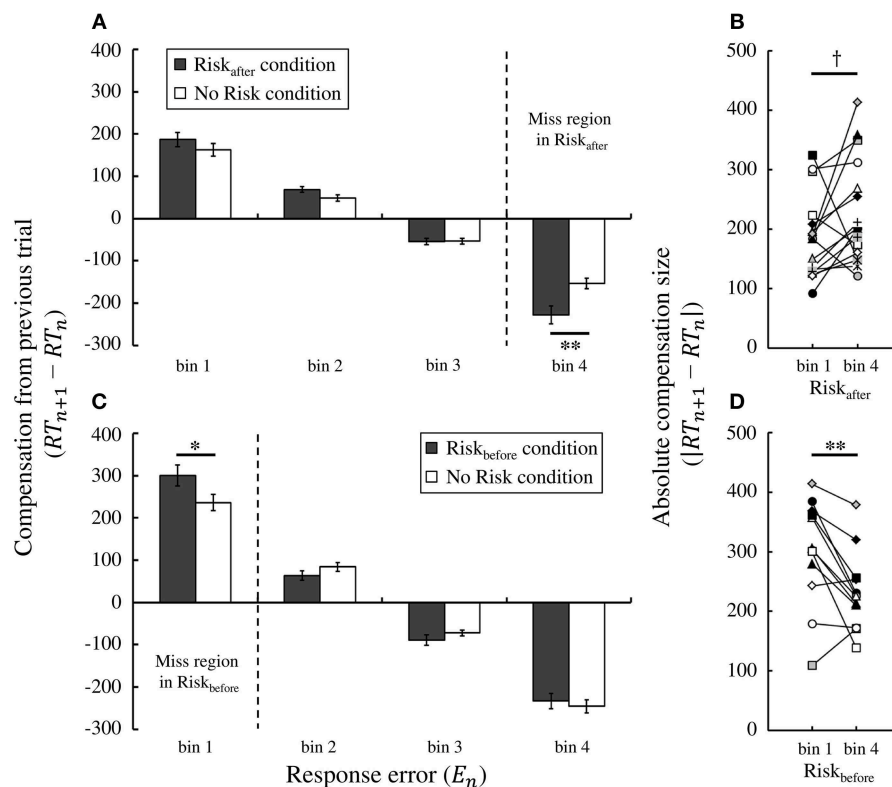 A
400
300
200
100
0
-100
-200
-300
Risk_after condition
No Risk condition
Miss region
in Risk_after
**
bin 1
bin 2
bin 3
bin 4
B
500
400
300
200
100
0
†
bin 1 bin 4
Risk_after
C
400
300
200
100
0
-100
-200
-300
*
Risk_before condition
No Risk condition
Miss region
in Risk_before
bin 1
bin 2
bin 3
bin 4
Response error (E_n)
Compensation from previous trial
(RT_{n+1} − RT_n)
D
500
400
300
200
100
0
**
bin 1 bin 4
Risk_before
Absolute compensation size
(|RT_{n+1} − RT_n|)